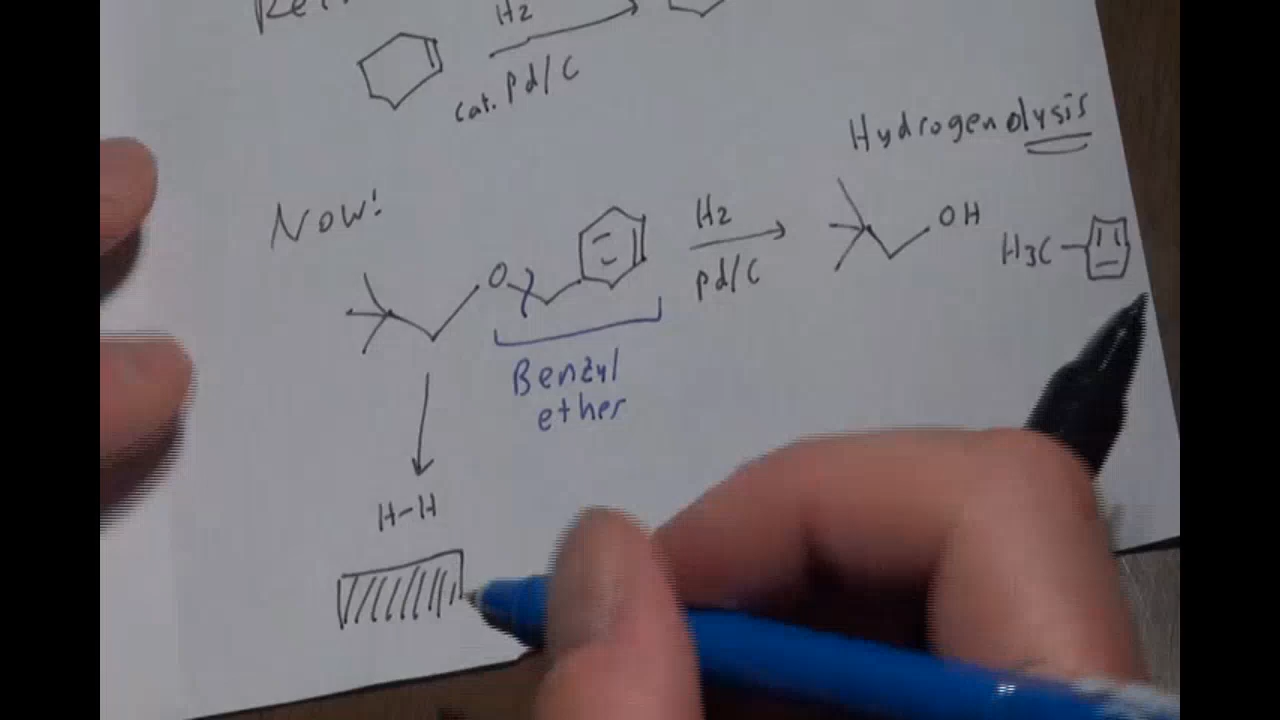 H2
cat. Pd/C
Hydrogenolysis
Now!
O
H2
Pd/C
OH
H3C
Benzyl
ether
H-H